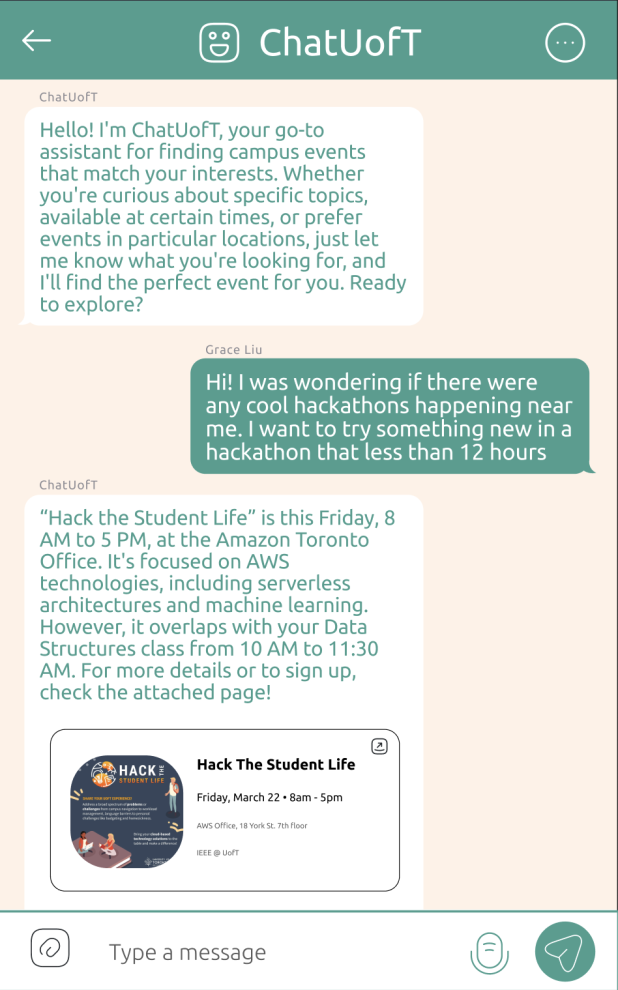 ChatUofT
ChatUofT
Hello! I'm ChatUofT, your go-to
assistant for finding campus events
that match your interests. Whether
you're curious about specific topics,
available at certain times, or prefer
events in particular locations, just let
me know what you're looking for, and
I'll find the perfect event for you. Ready
to explore?
Grace Liu
Hi! I was wondering if there were
any cool hackathons happening near
me. I want to try something new in a
hackathon that less than 12 hours
ChatUofT
“Hack the Student Life” is this Friday, 8
AM to 5 PM, at the Amazon Toronto
Office. It's focused on AWS
technologies, including serverless
architectures and machine learning.
However, it overlaps with your Data
Structures class from 10 AM to 11:30
AM. For more details or to sign up,
check the attached page!
HACK THE
STUDENT LIFE
Hack The Student Life
Friday, March 22 • 8am - 5pm
AWS Office, 18 York St. 7th floor
IEEE @ UofT
Type a message